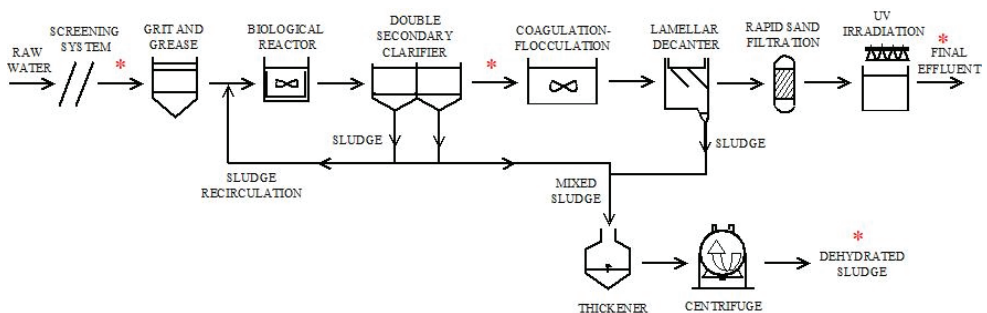 RAW
WATER
SCREENING
SYSTEM
*
GRIT AND
GREASE
BIOLOGICAL
REACTOR
DOUBLE
SECONDARY
CLARIFIER
*
COAGULATION-
FLOCCULATION
LAMELLAR
DECANTER
RAPID SAND
FILTRATION
UV
IRRADIATION
*
FINAL
EFFLUENT
SLUDGE
SLUDGE
SLUDGE
RECIRCULATION
MIXED
SLUDGE
THICKENER
CENTRIFUGE
*
DEHYDRATED
SLUDGE